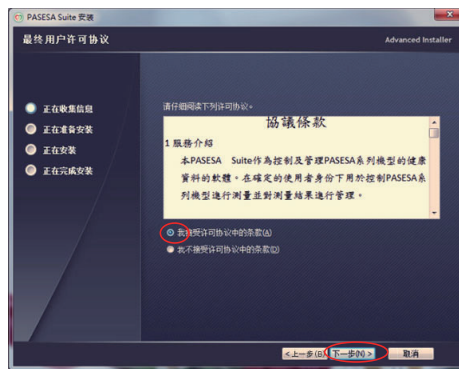 PASESA Suite 安装
最终用户许可协议
Advanced Installer
正在收集信息
正在准备安装
正在安装
正在完成安装
请仔细阅读下列许可协议。
協議條款
1 服務介紹
本PASESA Suite作為控制及管理PASESA系列機型的健康
資料的軟體。在確定的使用者身份下用於控制PASESA系
列機型進行測量並對測量結果進行管理。
我接受许可协议中的条款(A)
我不接受许可协议中的条款(D)
<上一步(B)
下一步(N) >
取消